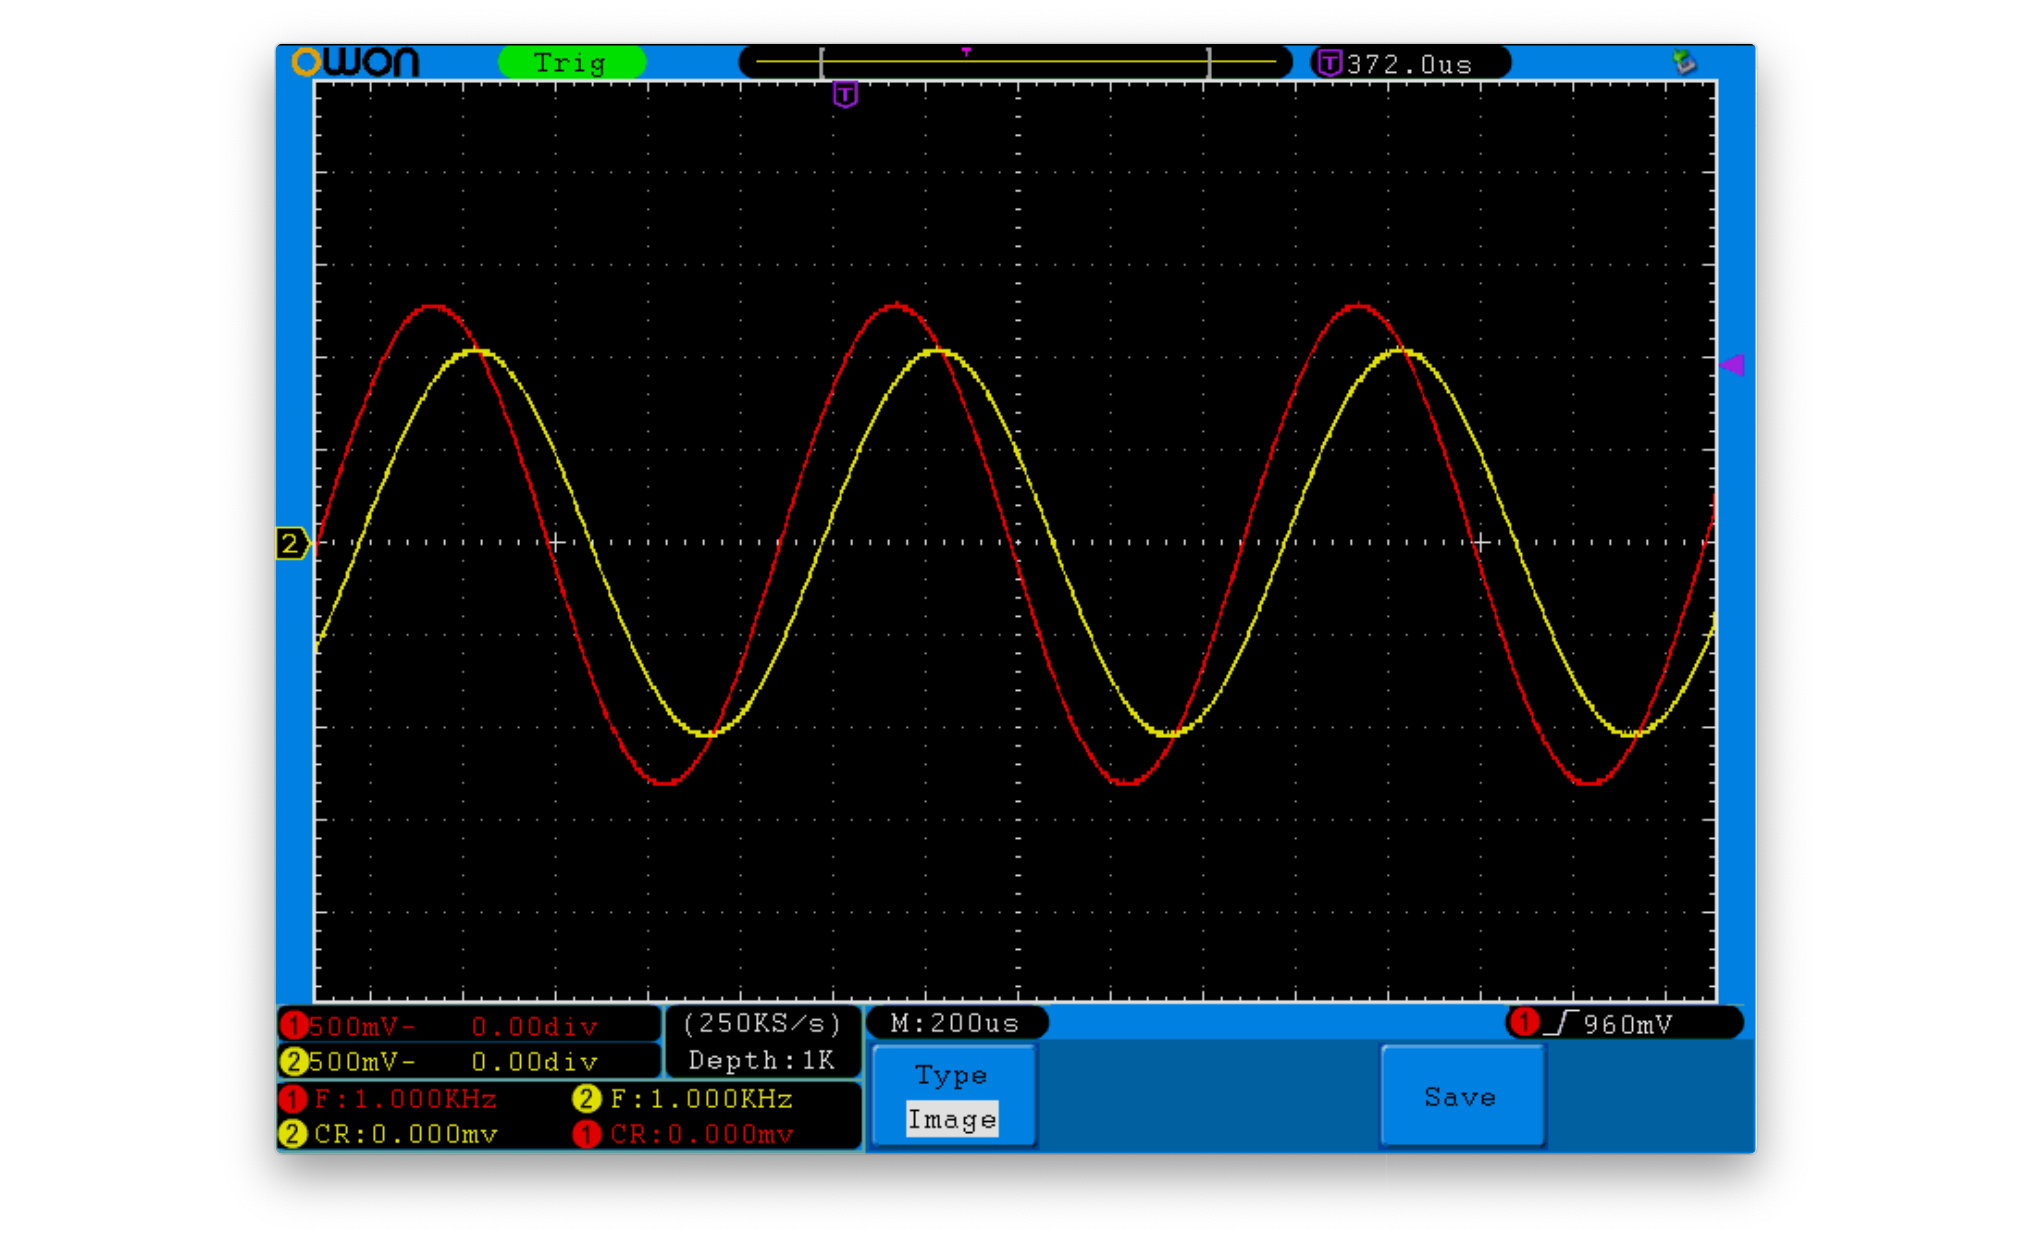 OWON Trig T T 372.0us
T
2
1 500mV- 0.00div (250KS/s) M:200us 1 960mV
2 500mV- 0.00div Depth:1K
Type
Image
Save
1 F:1.000KHz 2 F:1.000KHz
2 CR:0.000mv 1 CR:0.000mv